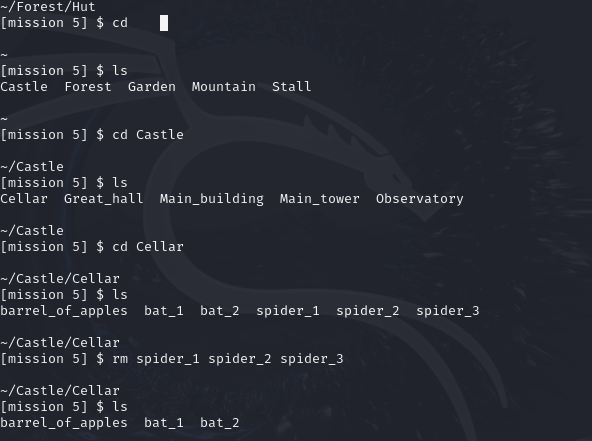 ~/Forest/Hut
[mission 5] $ cd
~
[mission 5] $ ls
Castle  Forest  Garden  Mountain  Stall
~
[mission 5] $ cd Castle
~/Castle
[mission 5] $ ls
Cellar  Great_hall  Main_building  Main_tower  Observatory
~/Castle
[mission 5] $ cd Cellar
~/Castle/Cellar
[mission 5] $ ls
barrel_of_apples  bat_1  bat_2  spider_1  spider_2  spider_3
~/Castle/Cellar
[mission 5] $ rm spider_1 spider_2 spider_3
~/Castle/Cellar
[mission 5] $ ls
barrel_of_apples  bat_1  bat_2